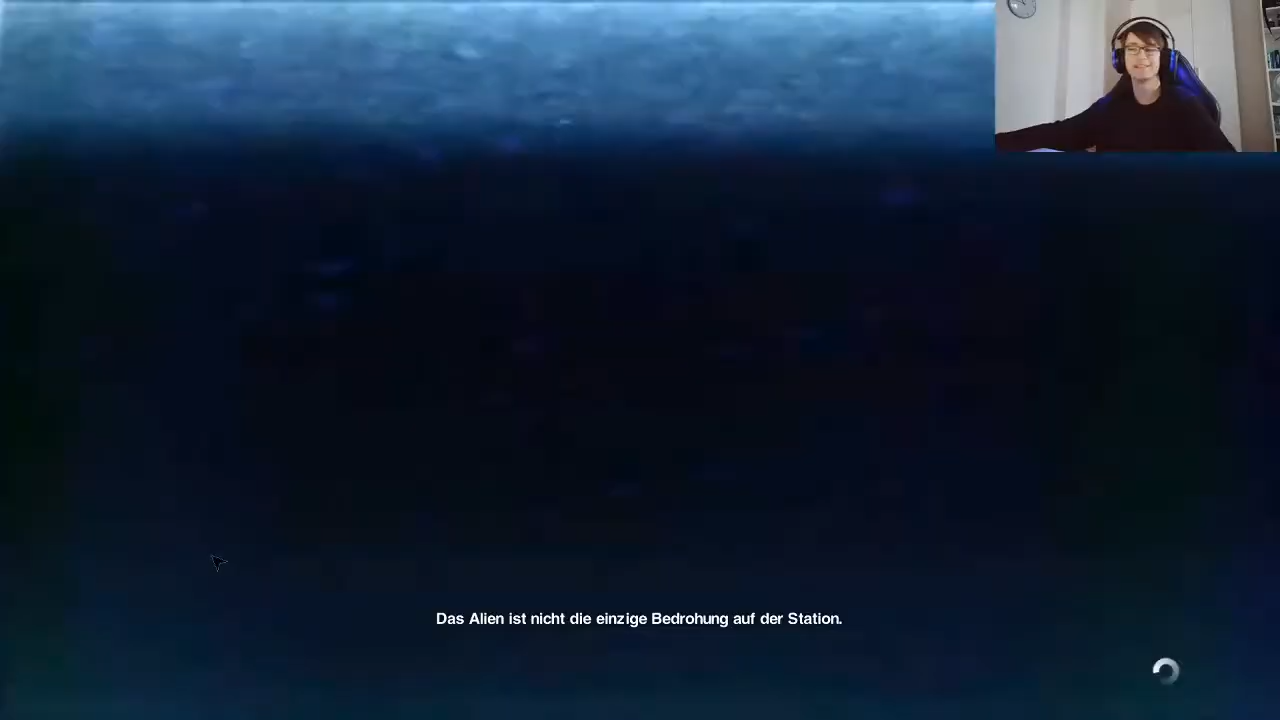 Das Alien ist nicht die einzige Bedrohung auf der Station.